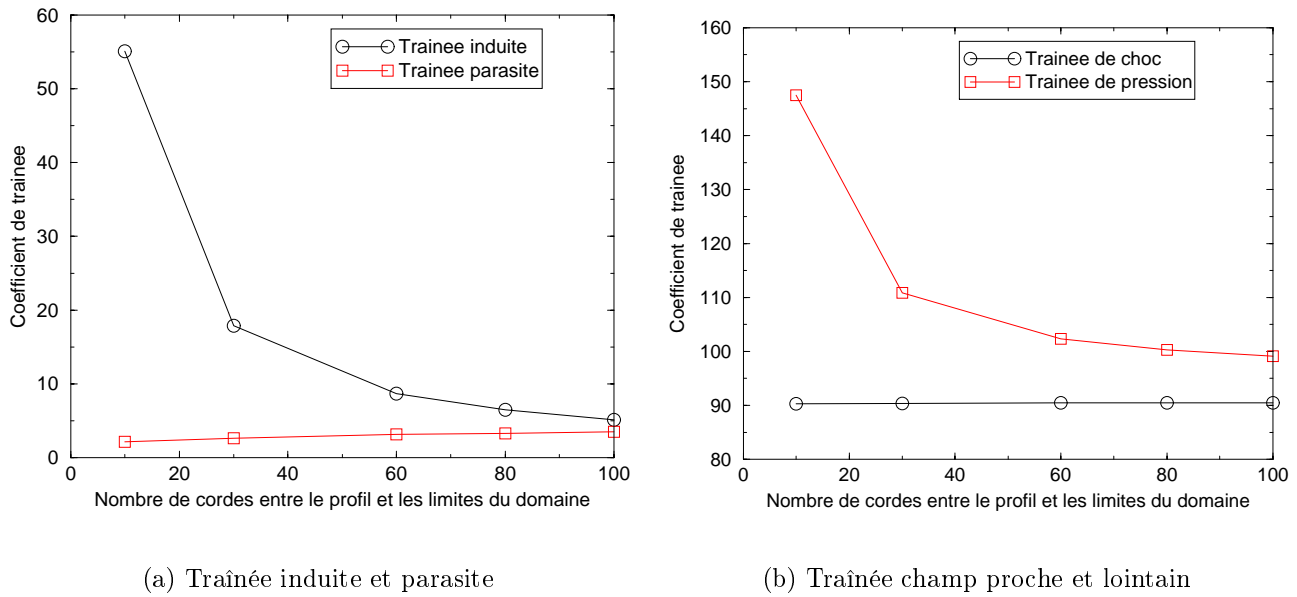 60
50
40
30
20
10
0
0
20
40
60
80
100
Coefficient de trainee
Nombre de cordes entre le profil et les limites du domaine
Trainee induite
Trainee parasite
(a) Traînée induite et parasite
160
150
140
130
120
110
100
90
80
0
20
40
60
80
100
Coefficient de trainee
Nombre de cordes entre le profil et les limites du domaine
Trainee de choc
Trainee de pression
(b) Traînée champ proche et lointain